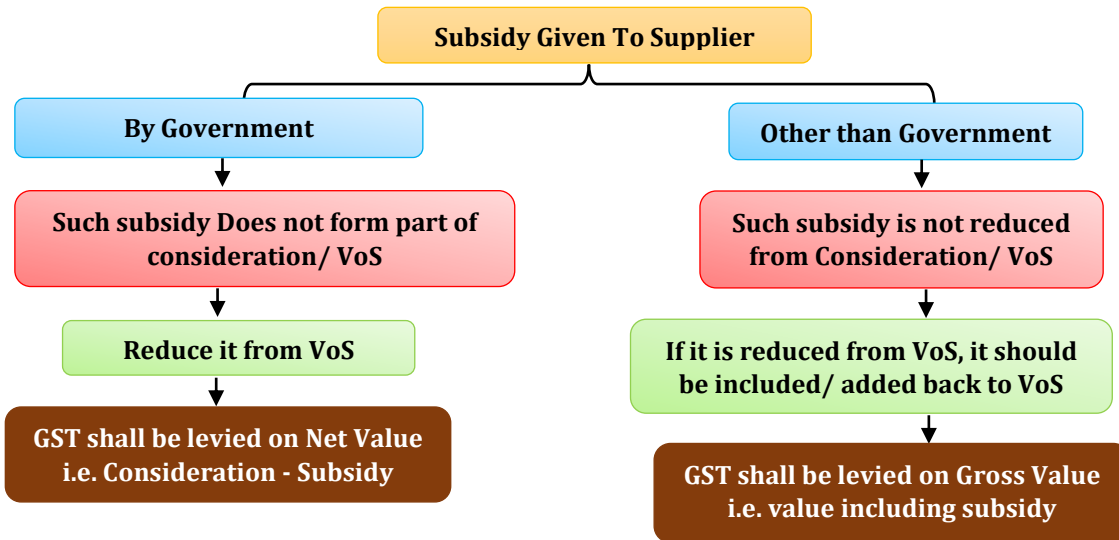 Subsidy Given To Supplier
By Government
Such subsidy Does not form part of
consideration/ VoS
Reduce it from VoS
GST shall be levied on Net Value
i.e. Consideration - Subsidy
Other than Government
Such subsidy is not reduced
from Consideration/ VoS
If it is reduced from VoS, it should
be included/ added back to VoS
GST shall be levied on Gross Value
i.e. value including subsidy